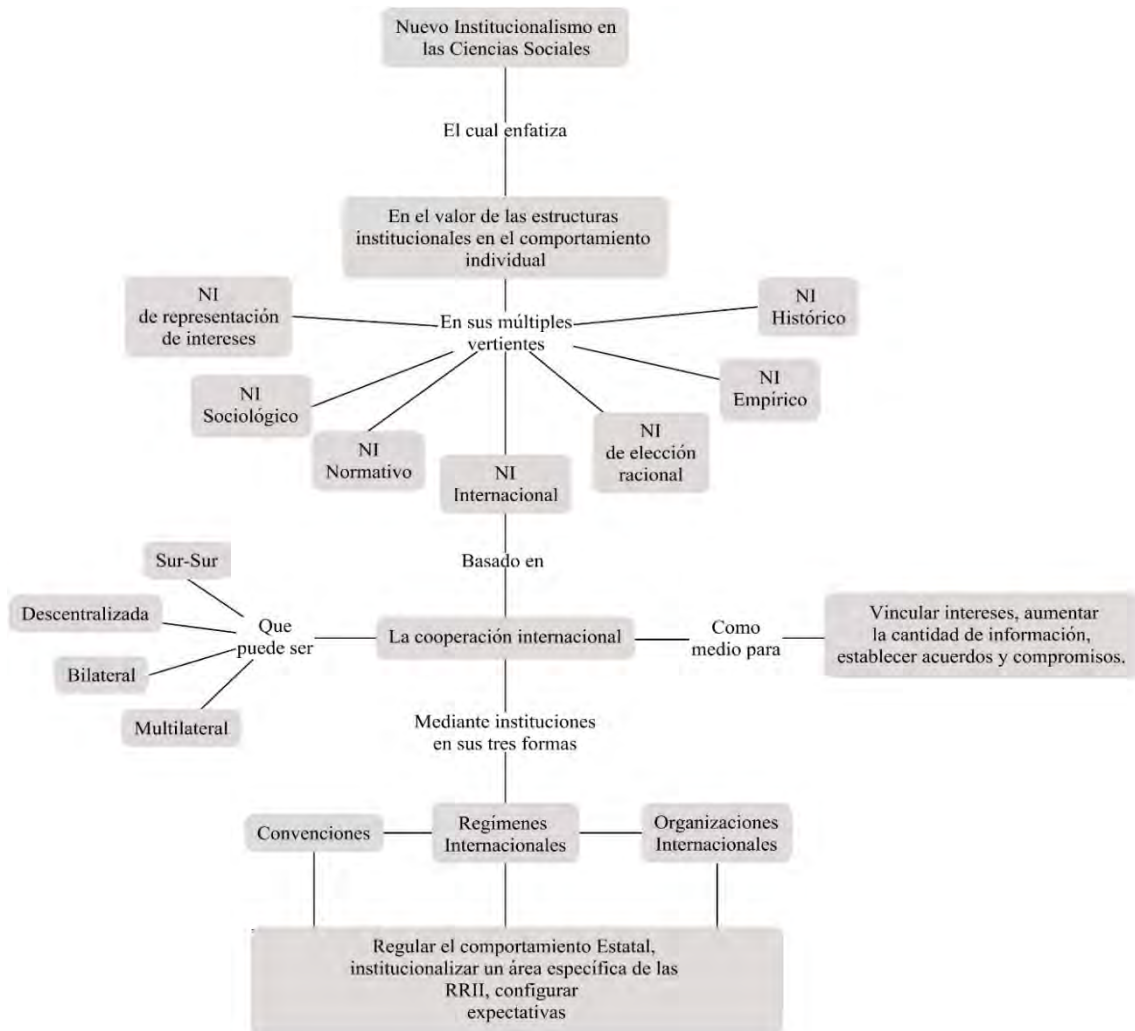 Nuevo Institucionalismo en
las Ciencias Sociales
El cual enfatiza
En el valor de las estructuras
institucionales en el comportamiento
individual
NI
de representación
de intereses
En sus múltiples
vertientes
NI
Histórico
NI
Sociológico
NI
Empírico
NI
Normativo
NI
de elección
racional
NI
Internacional
Basado en
Sur-Sur
Descentralizada
Bilateral
Multilateral
Que
puede ser
La cooperación internacional
Como
medio para
Vincular intereses, aumentar
la cantidad de información,
establecer acuerdos y compromisos.
Mediante instituciones
en sus tres formas
Convenciones
Regímenes
Internacionales
Organizaciones
Internacionales
Regular el comportamiento Estatal,
institucionalizar un área específica de las
RRII, configurar
expectativas